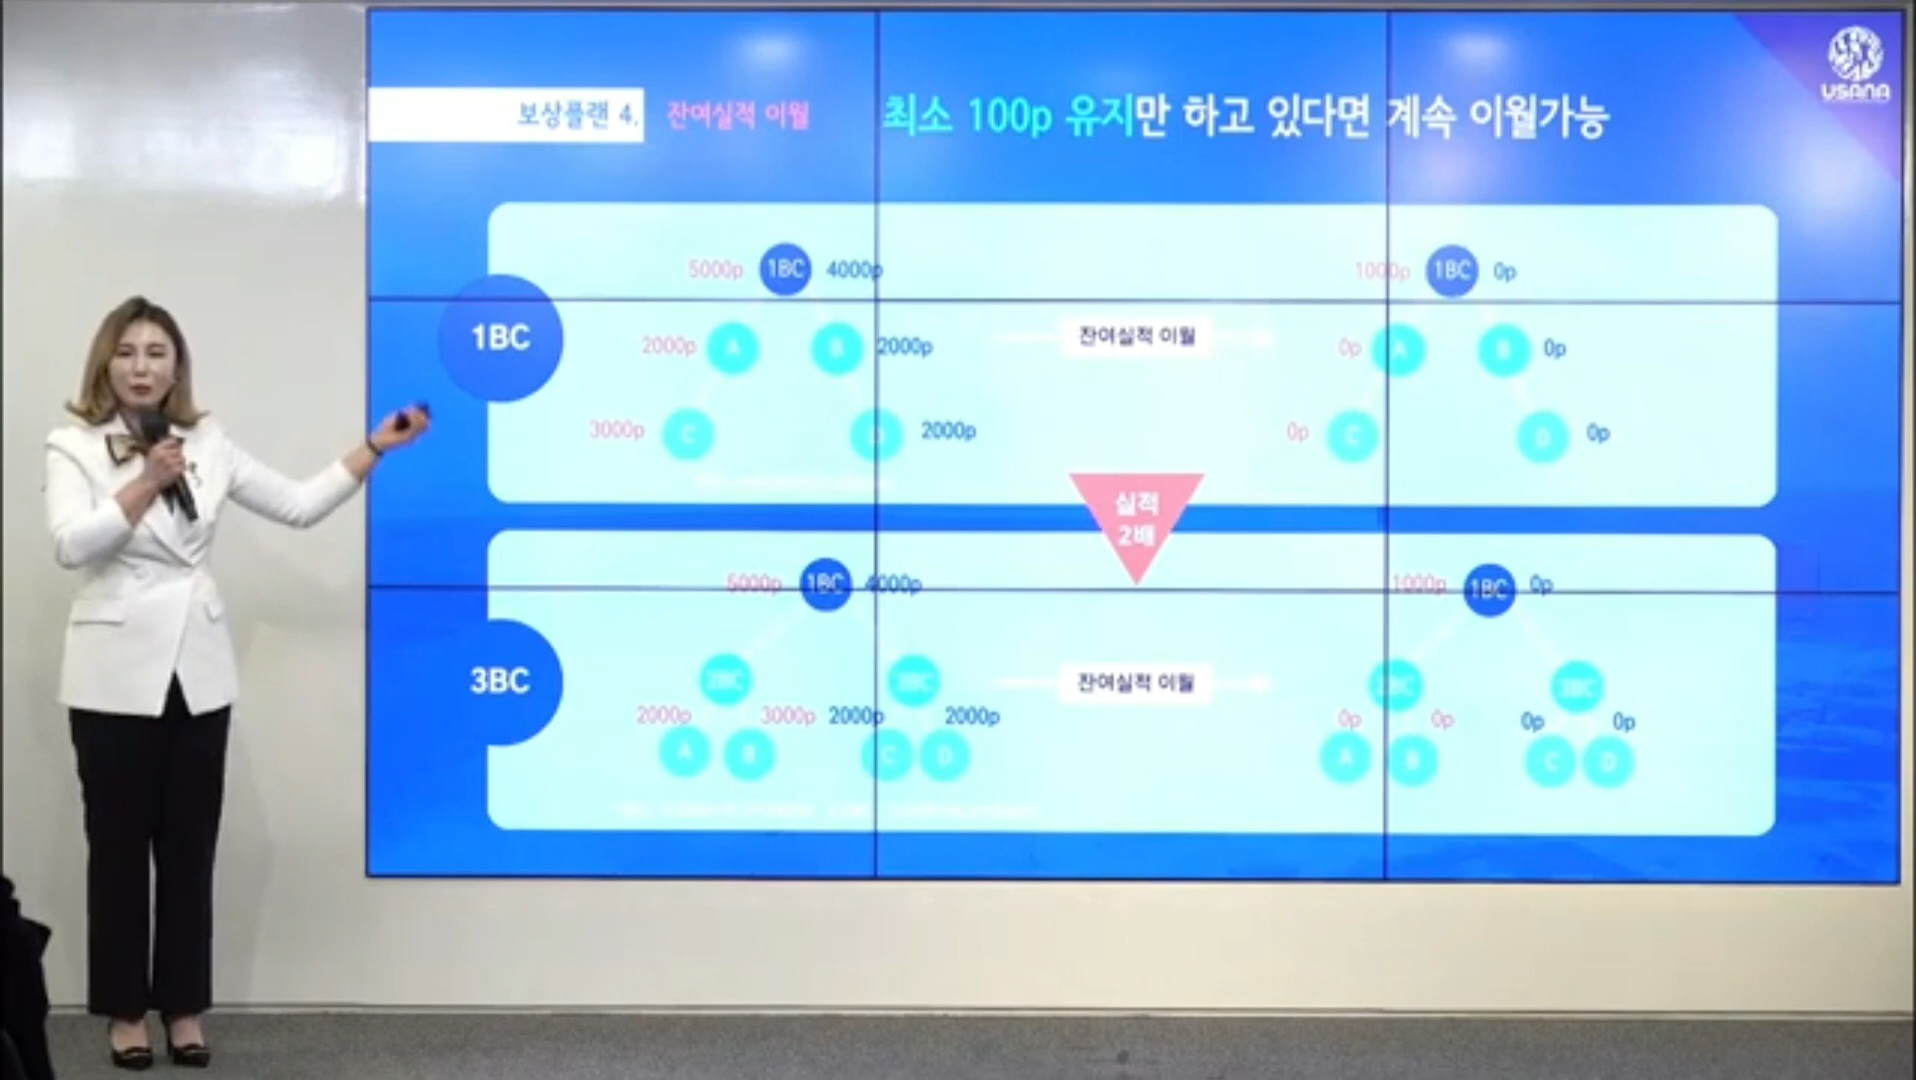 보상플랜 4. 잔여실적 이월 최소 100p 유지만 하고 있다면 계속 이월가능
USANA
1BC
5000p 1BC 4000p
2000p A B 2000p
3000p C D 2000p
잔여실적 이월
1000p 1BC 0p
0p A B 0p
0p C D 0p
실적
2배
3BC
5000p 1BC 4000p
3BC
2000p 3000p 2000p 2000p
A B C D
잔여실적 이월
1000p 1BC 0p
3BC
0p 0p 0p 0p
A B C D